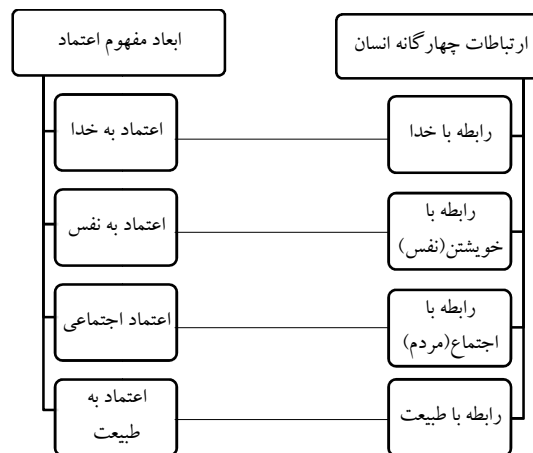 ارتباطات چهارگانه انسان
ابعاد مفهوم اعتماد
رابطه با خدا
اعتماد به خدا
رابطه با
خویشتن(نفس)
اعتماد به نفس
رابطه با
اجتماع(مردم)
اعتماد اجتماعی
رابطه با طبیعت
اعتماد به
طبیعت